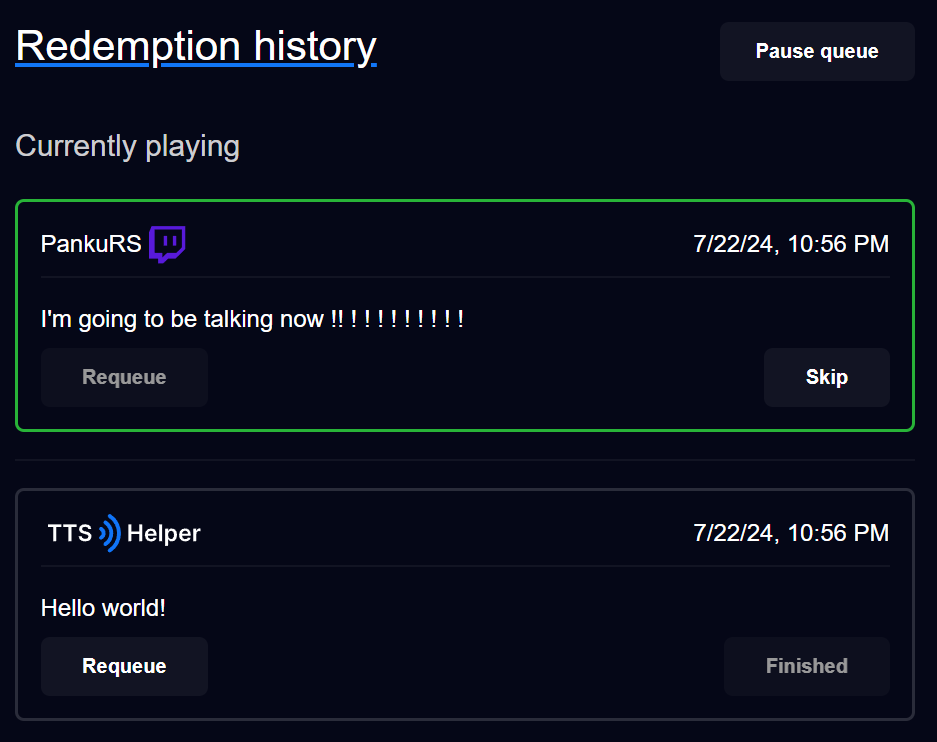 Redemption history
Pause queue
Currently playing
PankuRS
7/22/24, 10:56 PM
I'm going to be talking now !! ! ! ! ! ! ! ! ! !
Requeue
Skip
TTS Helper
7/22/24, 10:56 PM
Hello world!
Requeue
Finished